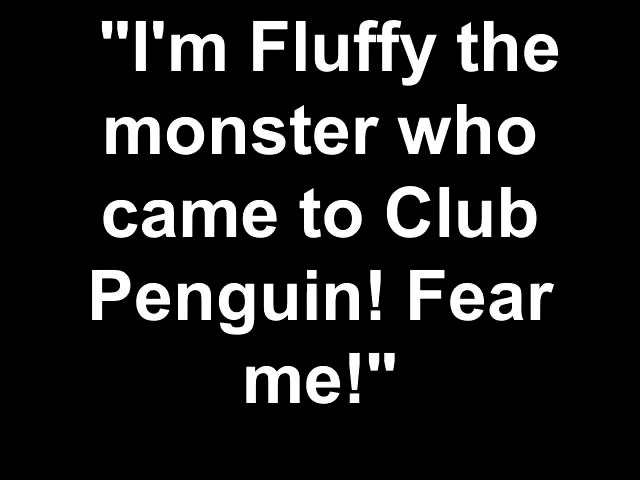 "I'm Fluffy the
monster who
came to Club
Penguin! Fear
me!"